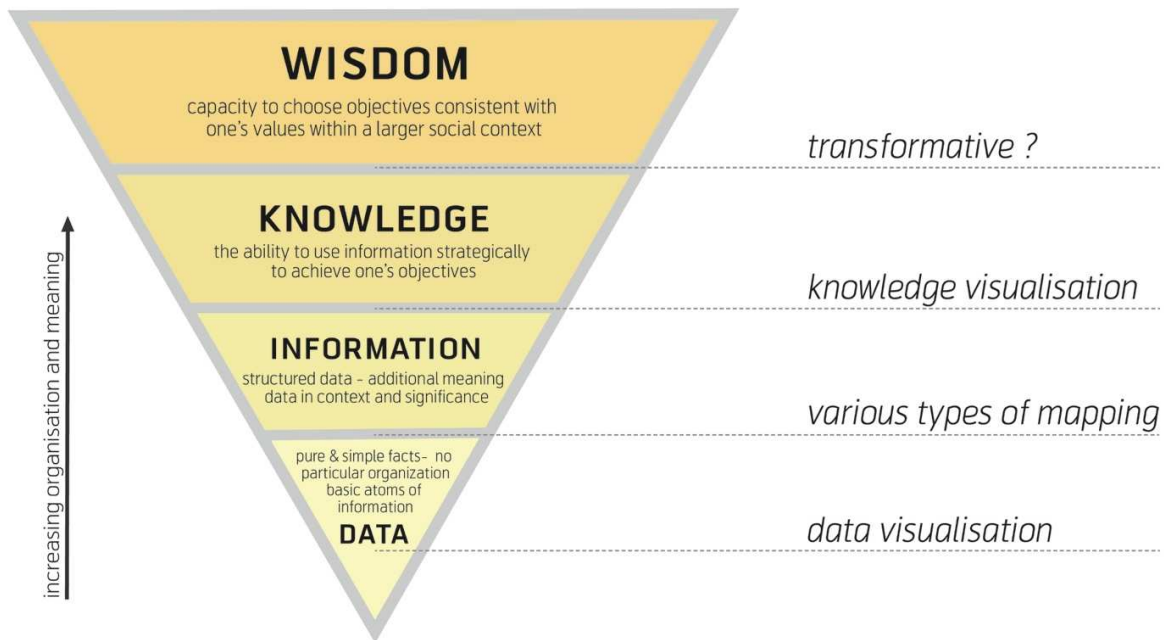 WISDOM
capacity to choose objectives consistent with
one's values within a larger social context
transformative ?
KNOWLEDGE
the ability to use information strategically
to achieve one's objectives
knowledge visualisation
INFORMATION
structured data - additional meaning
data in context and significance
various types of mapping
pure & simple facts- no
particular organization
basic atoms of
information
DATA
data visualisation
increasing organisation and meaning